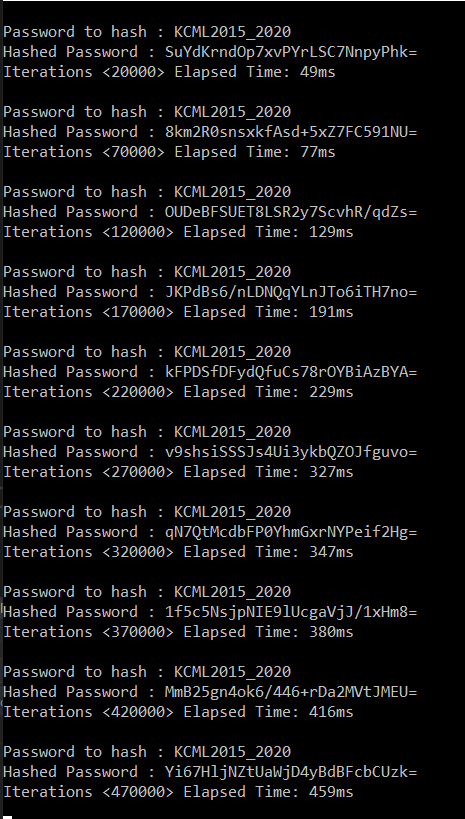 Password to hash : KCML2015_2020
Hashed Password : SuYdKrndOp7xvPYrLSC7NnpyPhk=
Iterations <20000> Elapsed Time: 49ms
Password to hash : KCML2015_2020
Hashed Password : 8km2R0snsxkfAsd+5xZ7FC591NU=
Iterations <70000> Elapsed Time: 77ms
Password to hash : KCML2015_2020
Hashed Password : OUDeBFSUET8LSR2y7ScvhR/qdZs=
Iterations <120000> Elapsed Time: 129ms
Password to hash : KCML2015_2020
Hashed Password : JKPdBs6/nLDNQqYLnJTo6iTH7no=
Iterations <170000> Elapsed Time: 191ms
Password to hash : KCML2015_2020
Hashed Password : kFPDSfDFydQfuCs78rOYBiAzBYA=
Iterations <220000> Elapsed Time: 229ms
Password to hash : KCML2015_2020
Hashed Password : v9shsiSSSJs4Ui3ykbQZOJfguvo=
Iterations <270000> Elapsed Time: 327ms
Password to hash : KCML2015_2020
Hashed Password : qN7QtMcdbFP0YhmGxrNYPeif2Hg=
Iterations <320000> Elapsed Time: 347ms
Password to hash : KCML2015_2020
Hashed Password : 1f5c5NsjpNIE9lUcgaVjJ/1xHm8=
Iterations <370000> Elapsed Time: 380ms
Password to hash : KCML2015_2020
Hashed Password : MmB25gn4ok6/446+rDa2MVtJMEU=
Iterations <420000> Elapsed Time: 416ms
Password to hash : KCML2015_2020
Hashed Password : Yi67HljNZtUaWjD4yBdBFcbCUzk=
Iterations <470000> Elapsed Time: 459ms